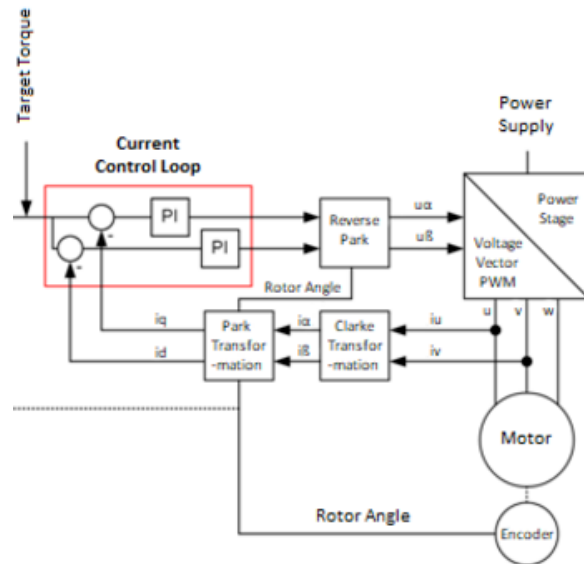 Target Torque
Power
Supply
Current
Control Loop
PI
PI
-
-
Reverse
Park
uα
uß
Power
Stage
Voltage
Vector
PWM
Rotor Angle
u
v
w
iq
id
Park
Transfor
-mation
iα
iß
Clarke
Transfor
-mation
iu
iv
Motor
Rotor Angle
Encoder